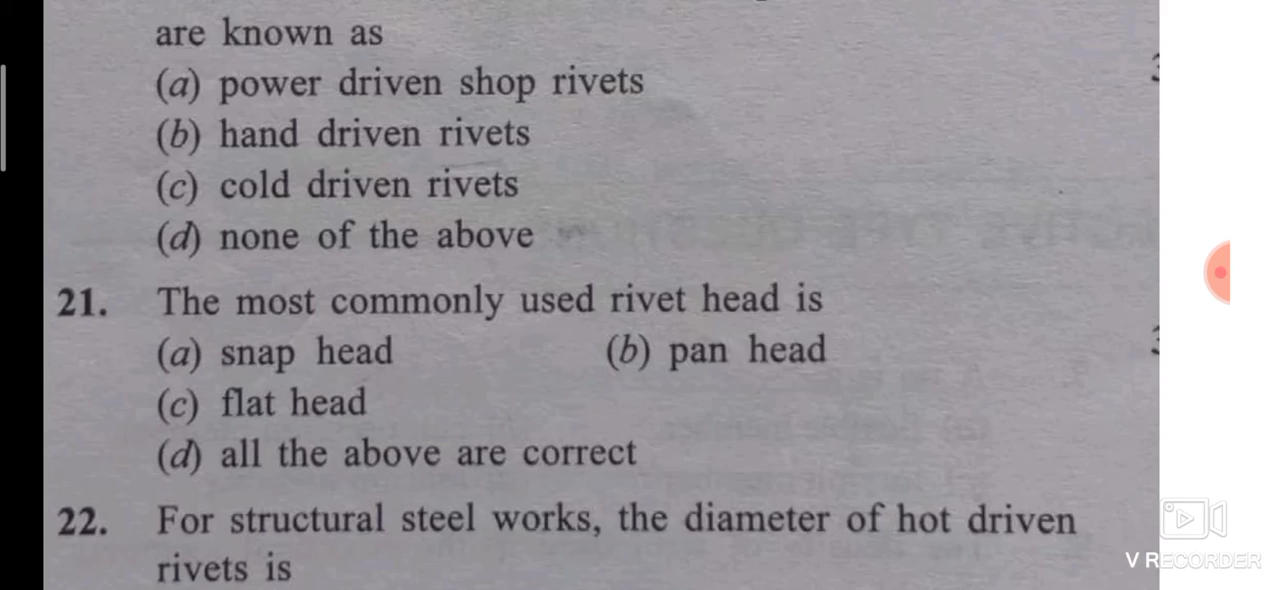 are known as
(a) power driven shop rivets
(b) hand driven rivets
(c) cold driven rivets
(d) none of the above
21. The most commonly used rivet head is
(a) snap head (b) pan head
(c) flat head
(d) all the above are correct
22. For structural steel works, the diameter of hot driven
rivets is
V RECORDER